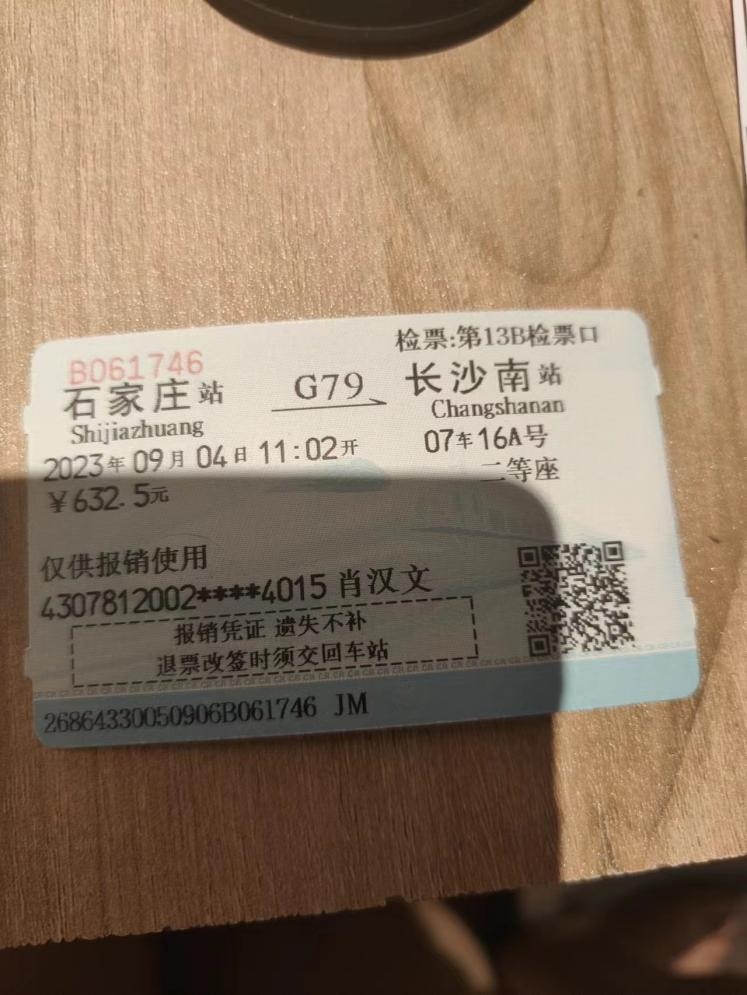 检票:第13B检票口
B061746
石家庄站 G79 长沙南站
Shijiazhuang Changshanan
2023年09月04日11:02开 07车16A号
￥632.5元 二等座
仅供报销使用
4307812002****4015 肖汉文
报销凭证 遗失不补
退票改签时须交回车站
26864330050906B061746 JM